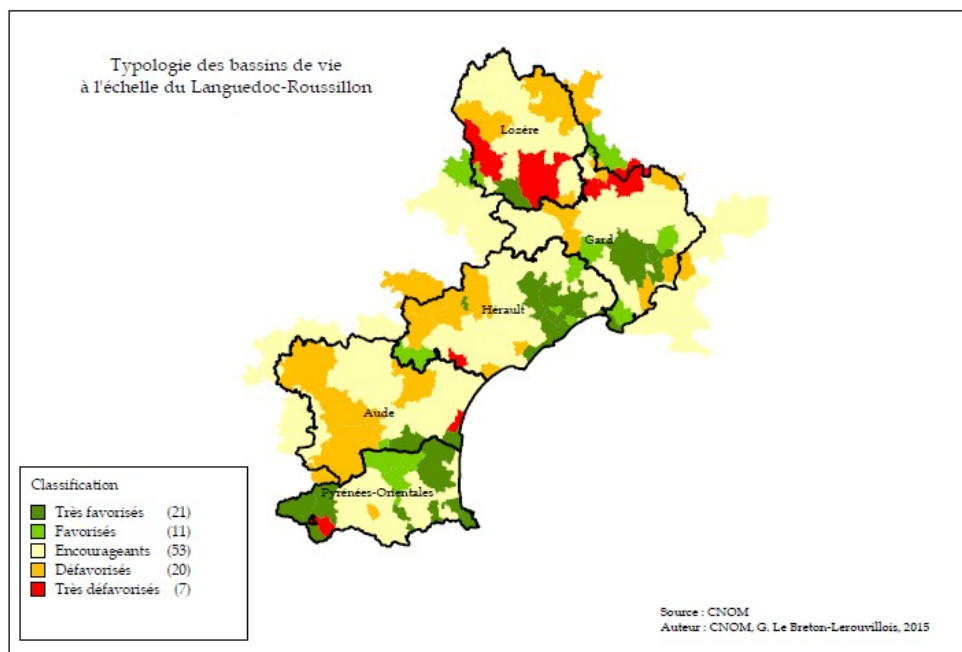 Typologie des bassins de vie
à l'échelle du Languedoc-Roussillon
Lozère
Gard
Hérault
Aude
Pyrénées-Orientales
Classification
Très favorisés (21)
Favorisés (11)
Encourageants (53)
Défavorisés (20)
Très défavorisés (7)
Source : CNOM
Auteur : CNOM, G. Le Breton-Lerouvillois, 2015